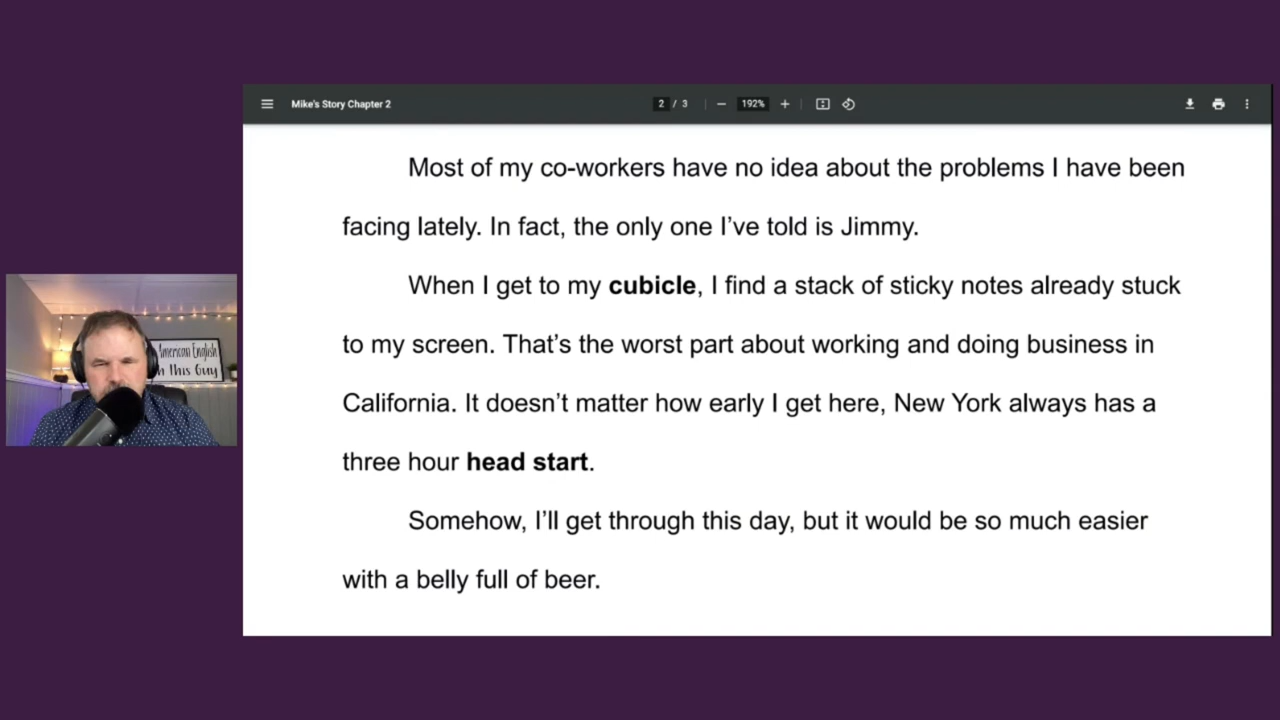 Mike's Story Chapter 2
2 / 3
192%
Most of my co-workers have no idea about the problems I have been
facing lately. In fact, the only one I've told is Jimmy.
When I get to my cubicle, I find a stack of sticky notes already stuck
to my screen. That's the worst part about working and doing business in
California. It doesn't matter how early I get here, New York always has a
three hour head start.
Somehow, I'll get through this day, but it would be so much easier
with a belly full of beer.
American English
This Guy